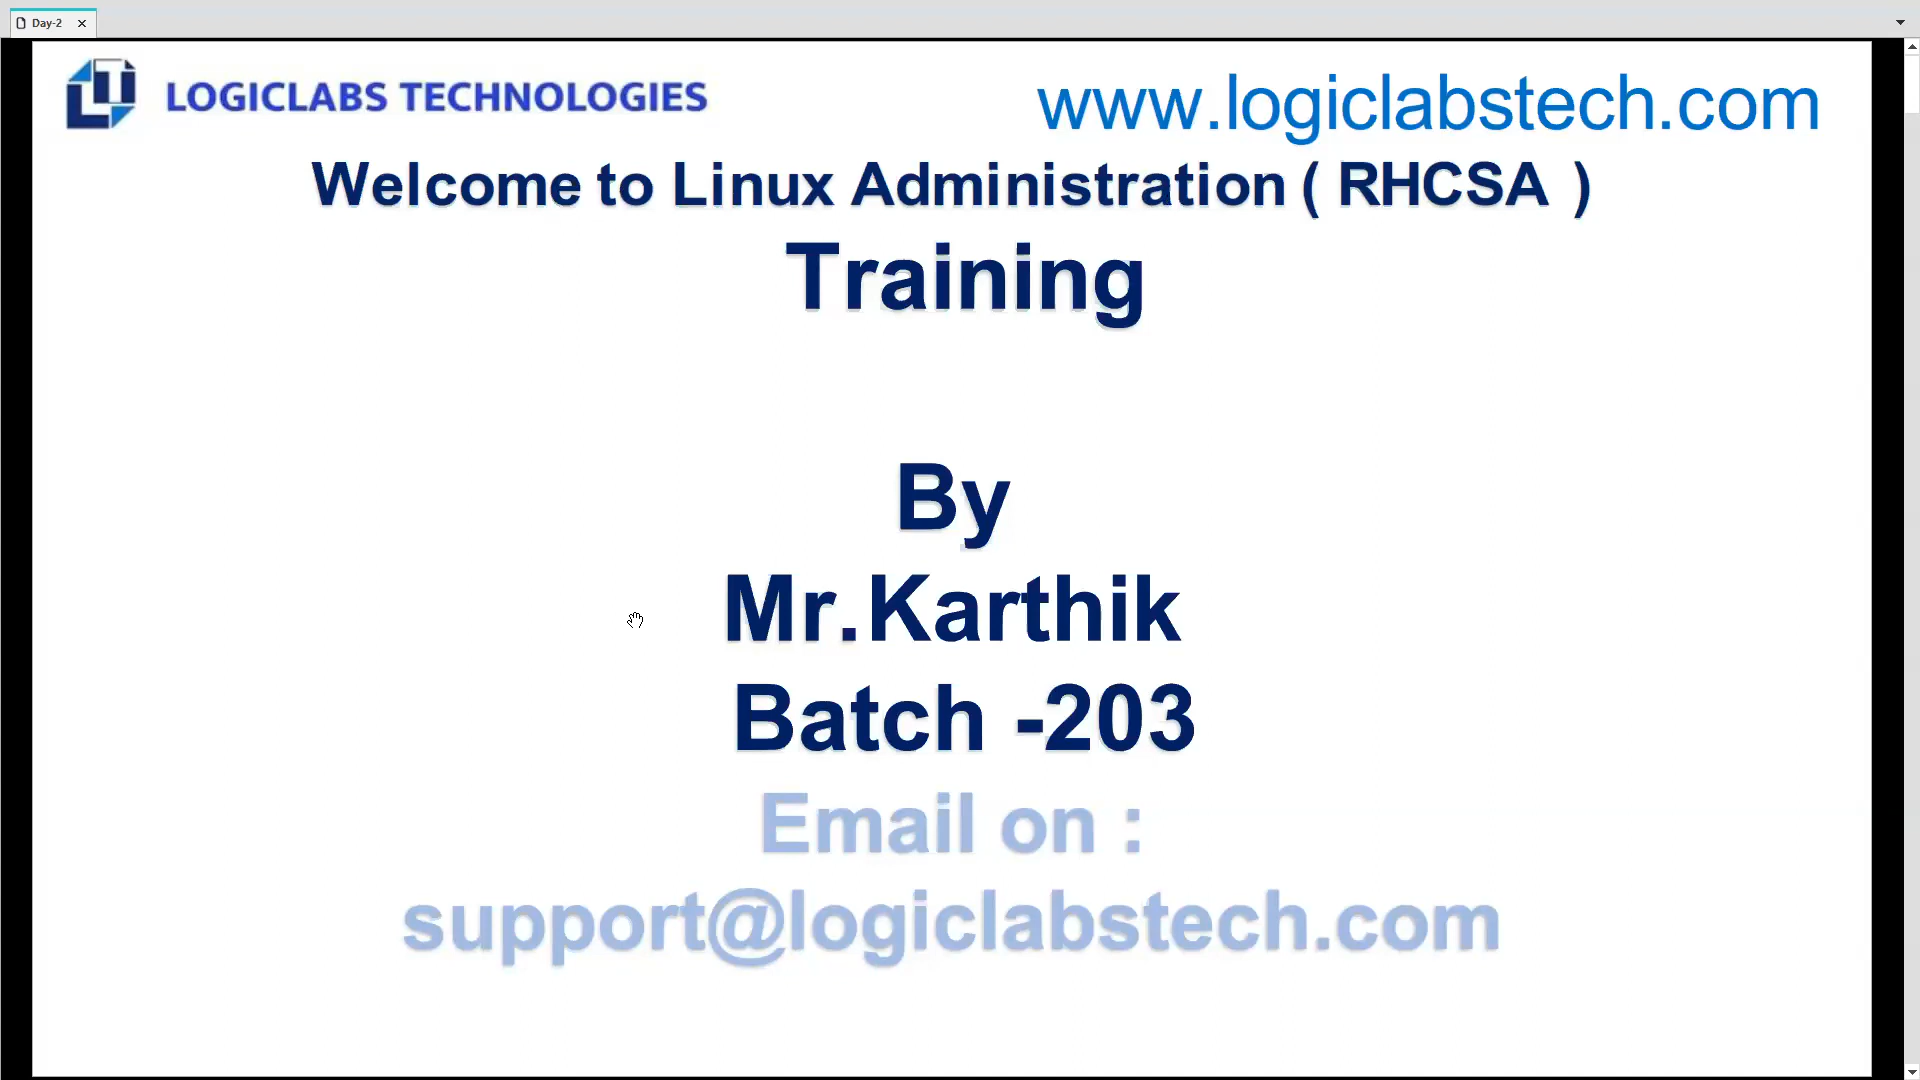 Day-2
LOGICLABS TECHNOLOGIES
www.logiclabstech.com
Welcome to Linux Administration ( RHCSA )
Training
By
Mr.Karthik
Batch -203
Email on :
support@logiclabstech.com